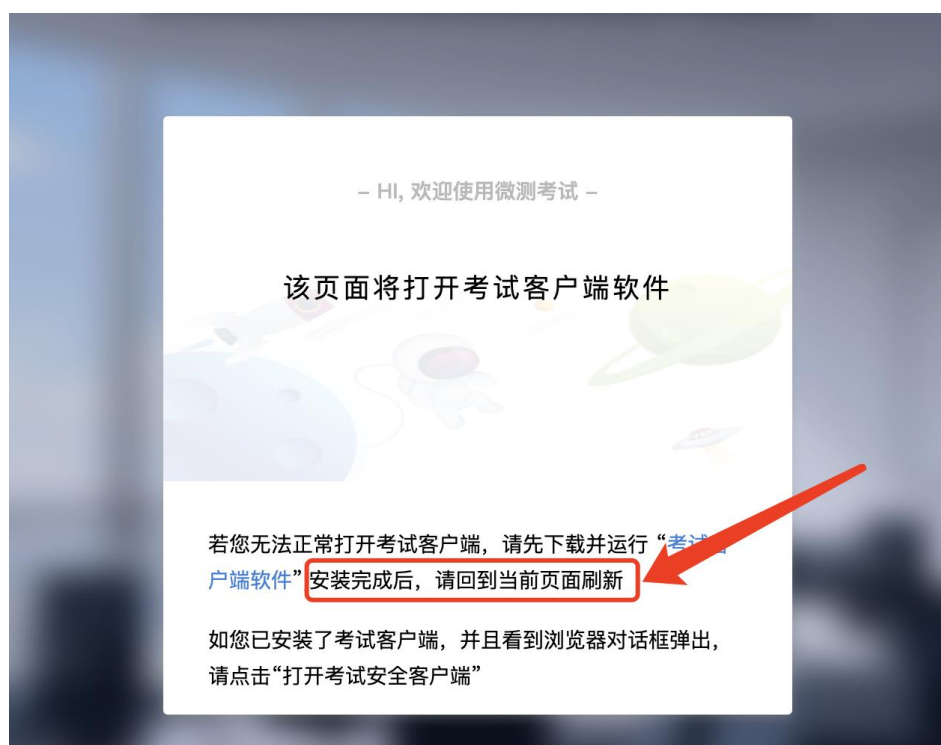 – HI, 欢迎使用微测考试 –
该页面将打开考试客户端软件
若您无法正常打开考试客户端，请先下载并运行“考试客
户端软件”安装完成后，请回到当前页面刷新
如您已安装了考试客户端，并且看到浏览器对话框弹出，
请点击“打开考试安全客户端”